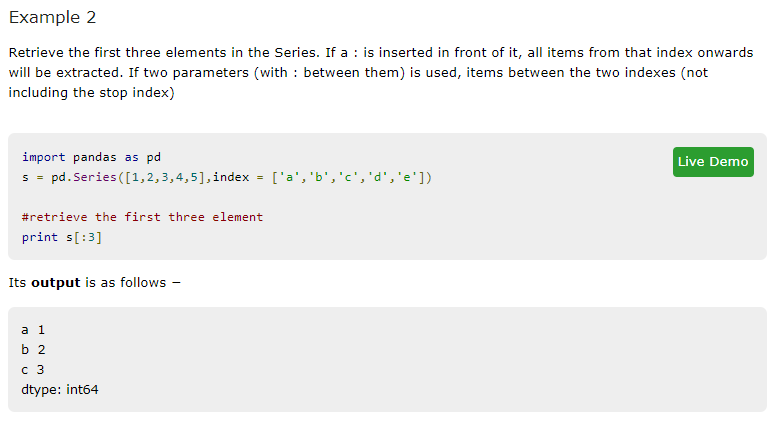 Example 2
Retrieve the first three elements in the Series. If a : is inserted in front of it, all items from that index onwards
will be extracted. If two parameters (with : between them) is used, items between the two indexes (not
including the stop index)
import pandas as pd
Live Demo
s = pd.Series([1,2,3,4,5],index = ['a','b','c','d','e'])
#retrieve the first three element
print s[:3]
Its output is as follows −
a 1
b 2
c 3
dtype: int64